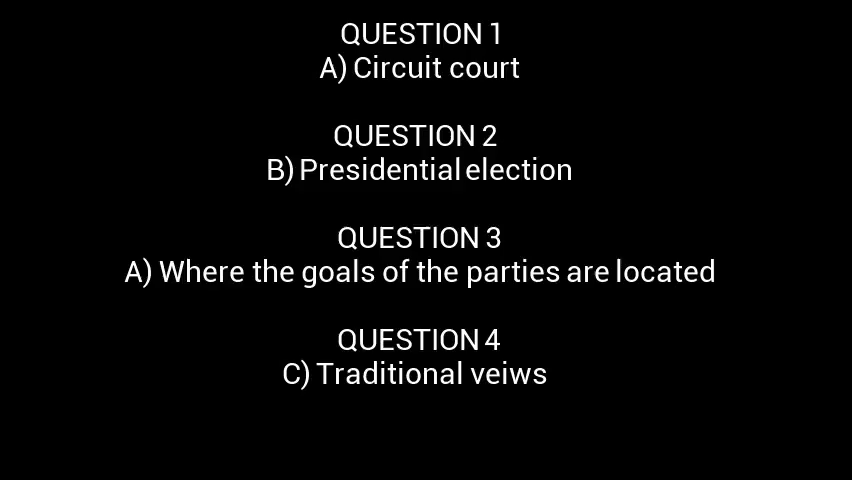 QUESTION 1
A) Circuit court
QUESTION 2
B) Presidential election
QUESTION 3
A) Where the goals of the parties are located
QUESTION 4
C) Traditional veiws